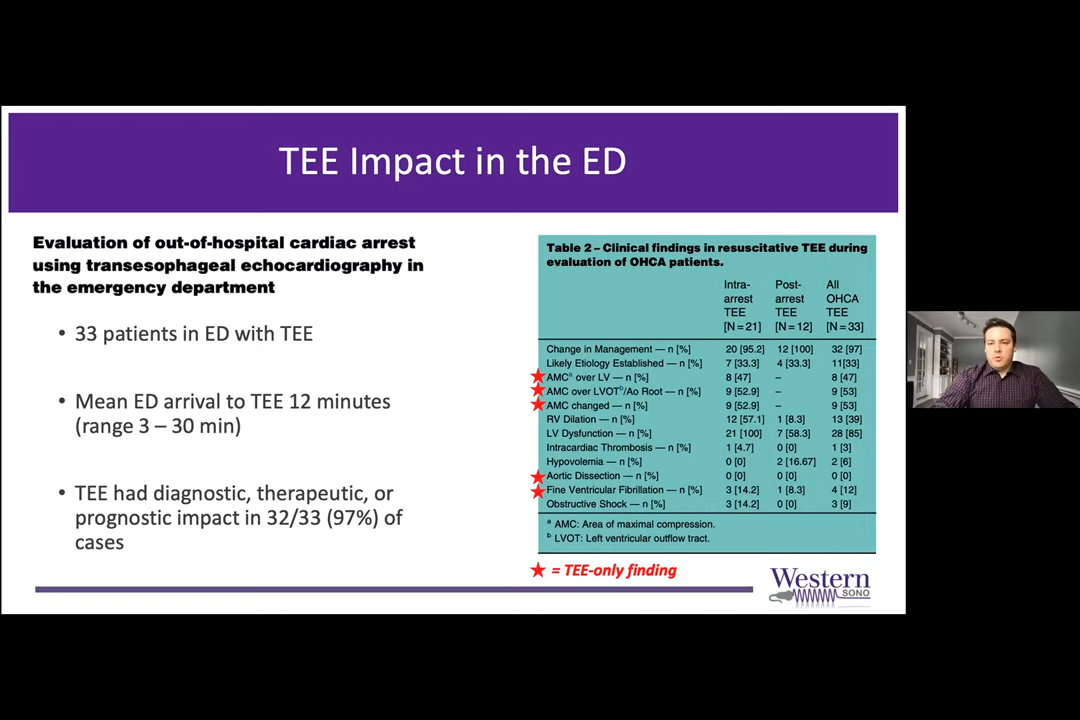 TEE Impact in the ED
Evaluation of out-of-hospital cardiac arrest
using transesophageal echocardiography in
the emergency department
• 33 patients in ED with TEE
• Mean ED arrival to TEE 12 minutes
(range 3 – 30 min)
• TEE had diagnostic, therapeutic, or
prognostic impact in 32/33 (97%) of
cases
Table 2 – Clinical findings in resuscitative TEE during
evaluation of OHCA patients.
Intra-arrest TEE [N = 21] Post-arrest TEE [N = 12] All OHCA TEE [N = 33]
Change in Management — n [%] 20 [95.2] 12 [100] 32 [97]
Likely Etiology Established — n [%] 7 [33.3] 4 [33.3] 11[33]
★ AMCᵃ over LV — n [%] 8 [47] – 8 [47]
★ AMC over LVOTᵇ/Ao Root — n [%] 9 [52.9] – 9 [53]
★ AMC changed — n [%] 9 [52.9] – 9 [53]
RV Dilation — n [%] 12 [57.1] 1 [8.3] 13 [39]
LV Dysfunction — n [%] 21 [100] 7 [58.3] 28 [85]
Intracardiac Thrombosis — n [%] 1 [4.7] 0 [0] 1 [3]
Hypovolemia — n [%] 0 [0] 2 [16.67] 2 [6]
★ Aortic Dissection — n [%] 0 [0] 0 [0] 0 [0]
★ Fine Ventricular Fibrillation — n [%] 3 [14.2] 1 [8.3] 4 [12]
Obstructive Shock — n [%] 3 [14.2] 0 [0] 3 [9]
ᵃ AMC: Area of maximal compression.
ᵇ LVOT: Left ventricular outflow tract.
★ = TEE-only finding
Western
SONO